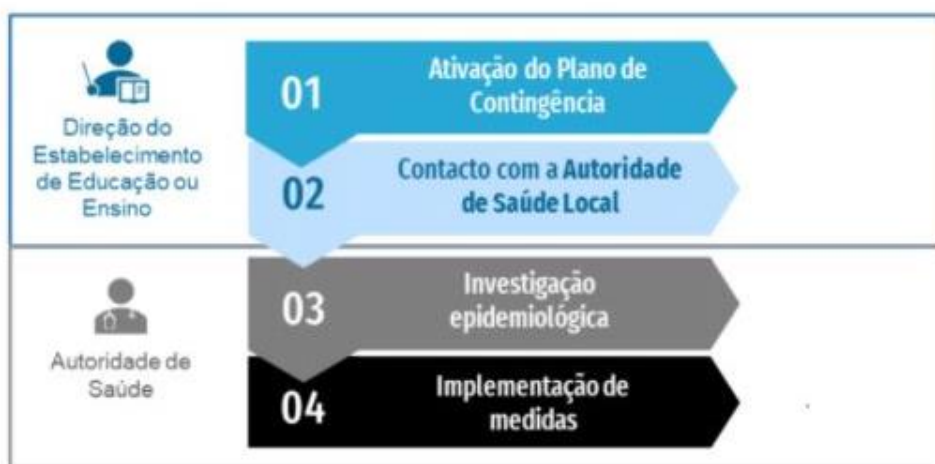 Direção do
Estabelecimento
de Educação ou
Ensino
01
Ativação do Plano de
Contingência
02
Contacto com a Autoridade
de Saúde Local
Autoridade de
Saúde
03
Investigação
epidemiológica
04
Implementação de
medidas